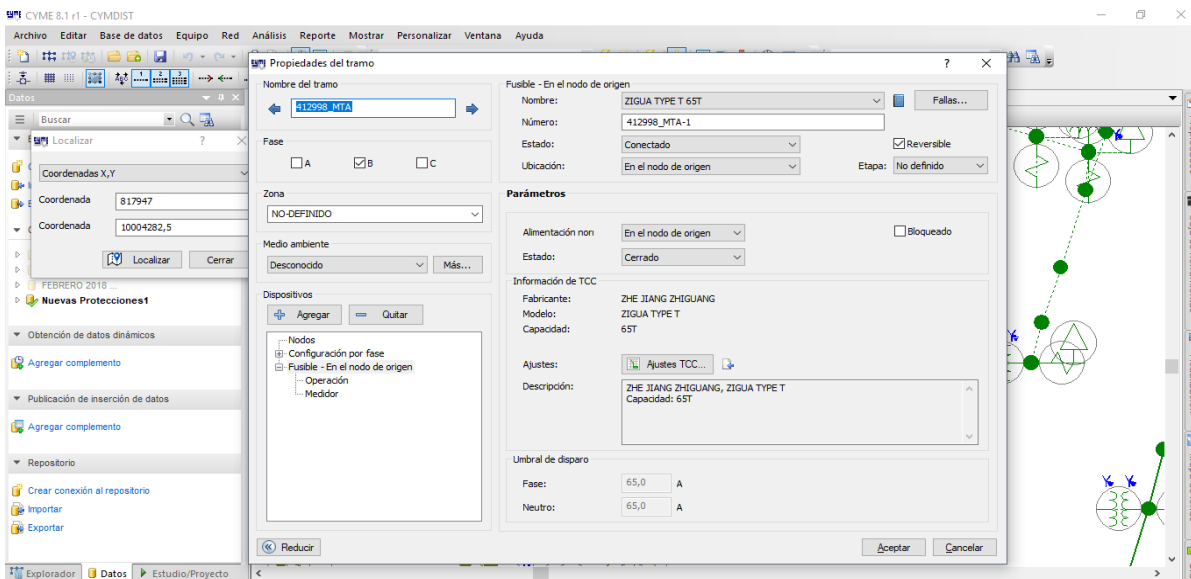 CYME 8.1 r1 - CYMDIST
Archivo Editar Base de datos Equipo Red Análisis Reporte Mostrar Personalizar Ventana Ayuda
Datos
Buscar
Localizar ?
Coordenadas X,Y
Coordenada 817947
Coordenada 10004282,5
Localizar Cerrar
FEBRERO 2018 ...
Nuevas Protecciones1
Obtención de datos dinámicos
Agregar complemento
Publicación de inserción de datos
Agregar complemento
Repositorio
Crear conexión al repositorio
Importar
Exportar
Explorador Datos Estudio/Proyecto
Propiedades del tramo ?
Nombre del tramo
412998_MTA
Fase
A B C
Zona
NO-DEFINIDO
Medio ambiente
Desconocido Más...
Dispositivos
Agregar Quitar
Nodos
Configuración por fase
Fusible - En el nodo de origen
Operación
Medidor
Reducir
Fusible - En el nodo de origen
Nombre: ZIGUA TYPE T 65T Fallas...
Número: 412998_MTA-1
Estado: Conectado Reversible
Ubicación: En el nodo de origen Etapa: No definido
Parámetros
Alimentación non En el nodo de origen Bloqueado
Estado: Cerrado
Información de TCC
Fabricante: ZHE JIANG ZHIGUANG
Modelo: ZIGUA TYPE T
Capacidad: 65T
Ajustes: Ajustes TCC...
Descripción: ZHE JIANG ZHIGUANG, ZIGUA TYPE T
Capacidad: 65T
Umbral de disparo
Fase: 65,0 A
Neutro: 65,0 A
Aceptar Cancelar